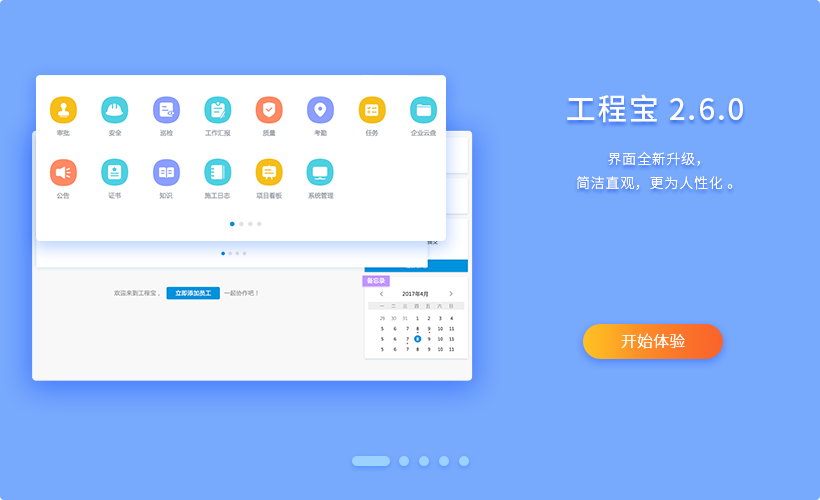 审批 安全 巡检 工作汇报 质量 考勤 任务 企业云盘
公告 证书 知识 施工日志 项目看板 系统管理
欢迎来到工程宝， 立即添加员工 一起协作吧！
备忘录
2017年4月
一 二 三 四 五 六 日
29 30 31 1 2 3 4
5 6 7 8 9 10 11
5 6 7 8 9 10 11
5 6 7 8 9 10 11
工程宝 2.6.0
界面全新升级，
简洁直观，更为人性化 。
开始体验